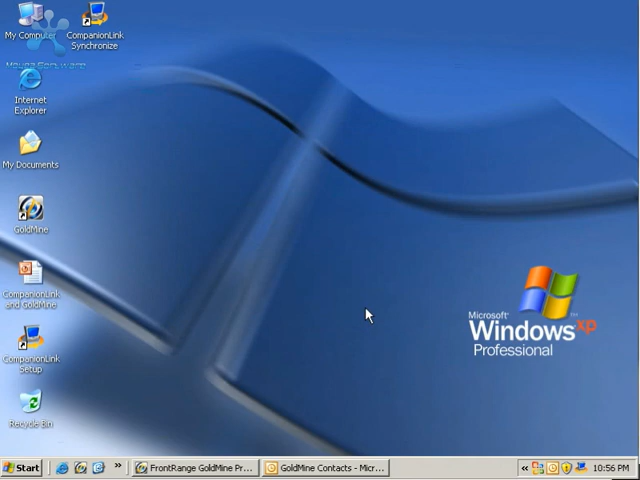 My Computer
CompanionLink
Synchronize
Internet
Explorer
My Documents
GoldMine
CompanionLink
and GoldMine
CompanionLink
Setup
Recycle Bin
Microsoft®
Windows xp
Professional
Start
FrontRange GoldMine Pr...
GoldMine Contacts - Micr...
10:56 PM